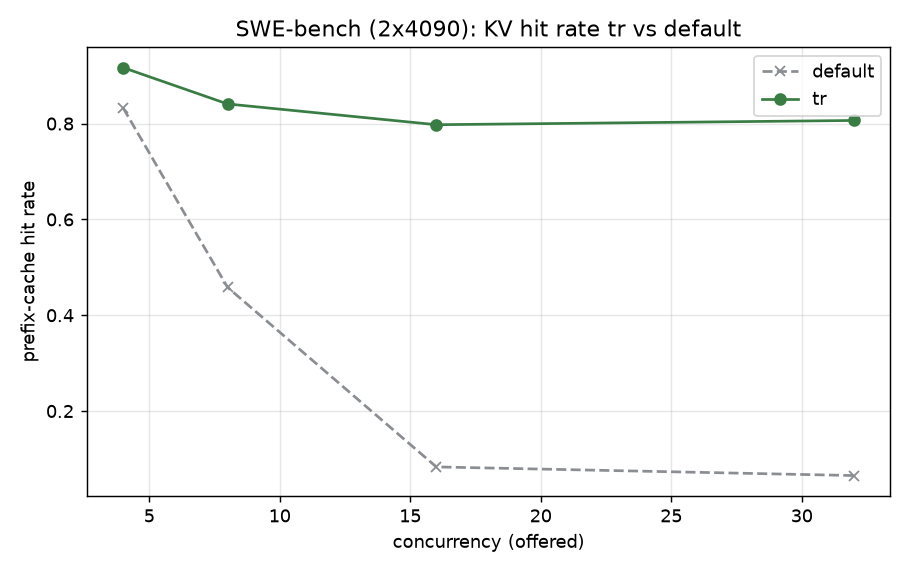 SWE-bench (2x4090): KV hit rate tr vs default
default
tr
prefix-cache hit rate
0.8
0.6
0.4
0.2
5
10
15
20
25
30
concurrency (offered)